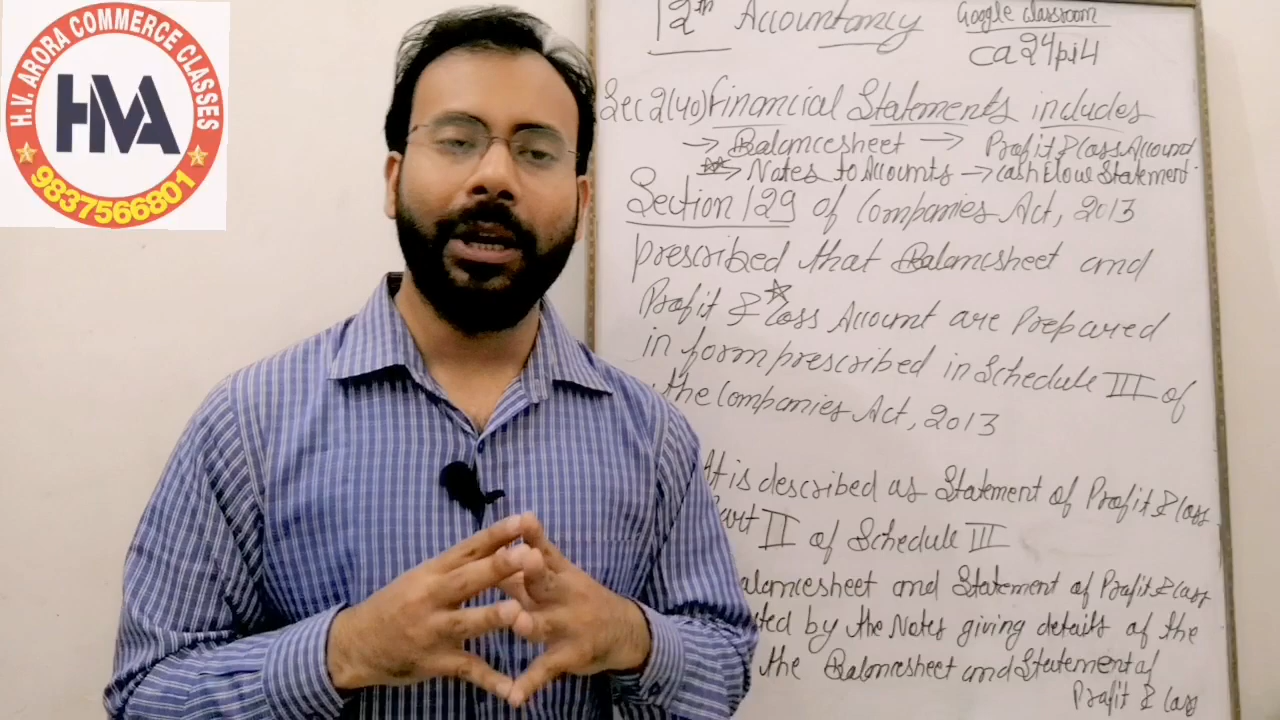 H.V. ARORA COMMERCE CLASSES
HVA
9837566801
12th Accountancy
Google classroom
ca24pi4
Sec 2(40) Financial Statements includes
→ Balancesheet → Profit & Loss Account
→ Notes to Accounts → Cash Flow Statement
Section 129 of Companies Act, 2013
prescribed that Balancesheet and
Profit & Loss Account are Prepared
in form prescribed in Schedule III of
the Companies Act, 2013
It is described as Statement of Profit & Loss
II of Schedule III
and Statement of Profit & Loss
by the Notes giving details of the
the Balancesheet and Statement of
Profit & Loss